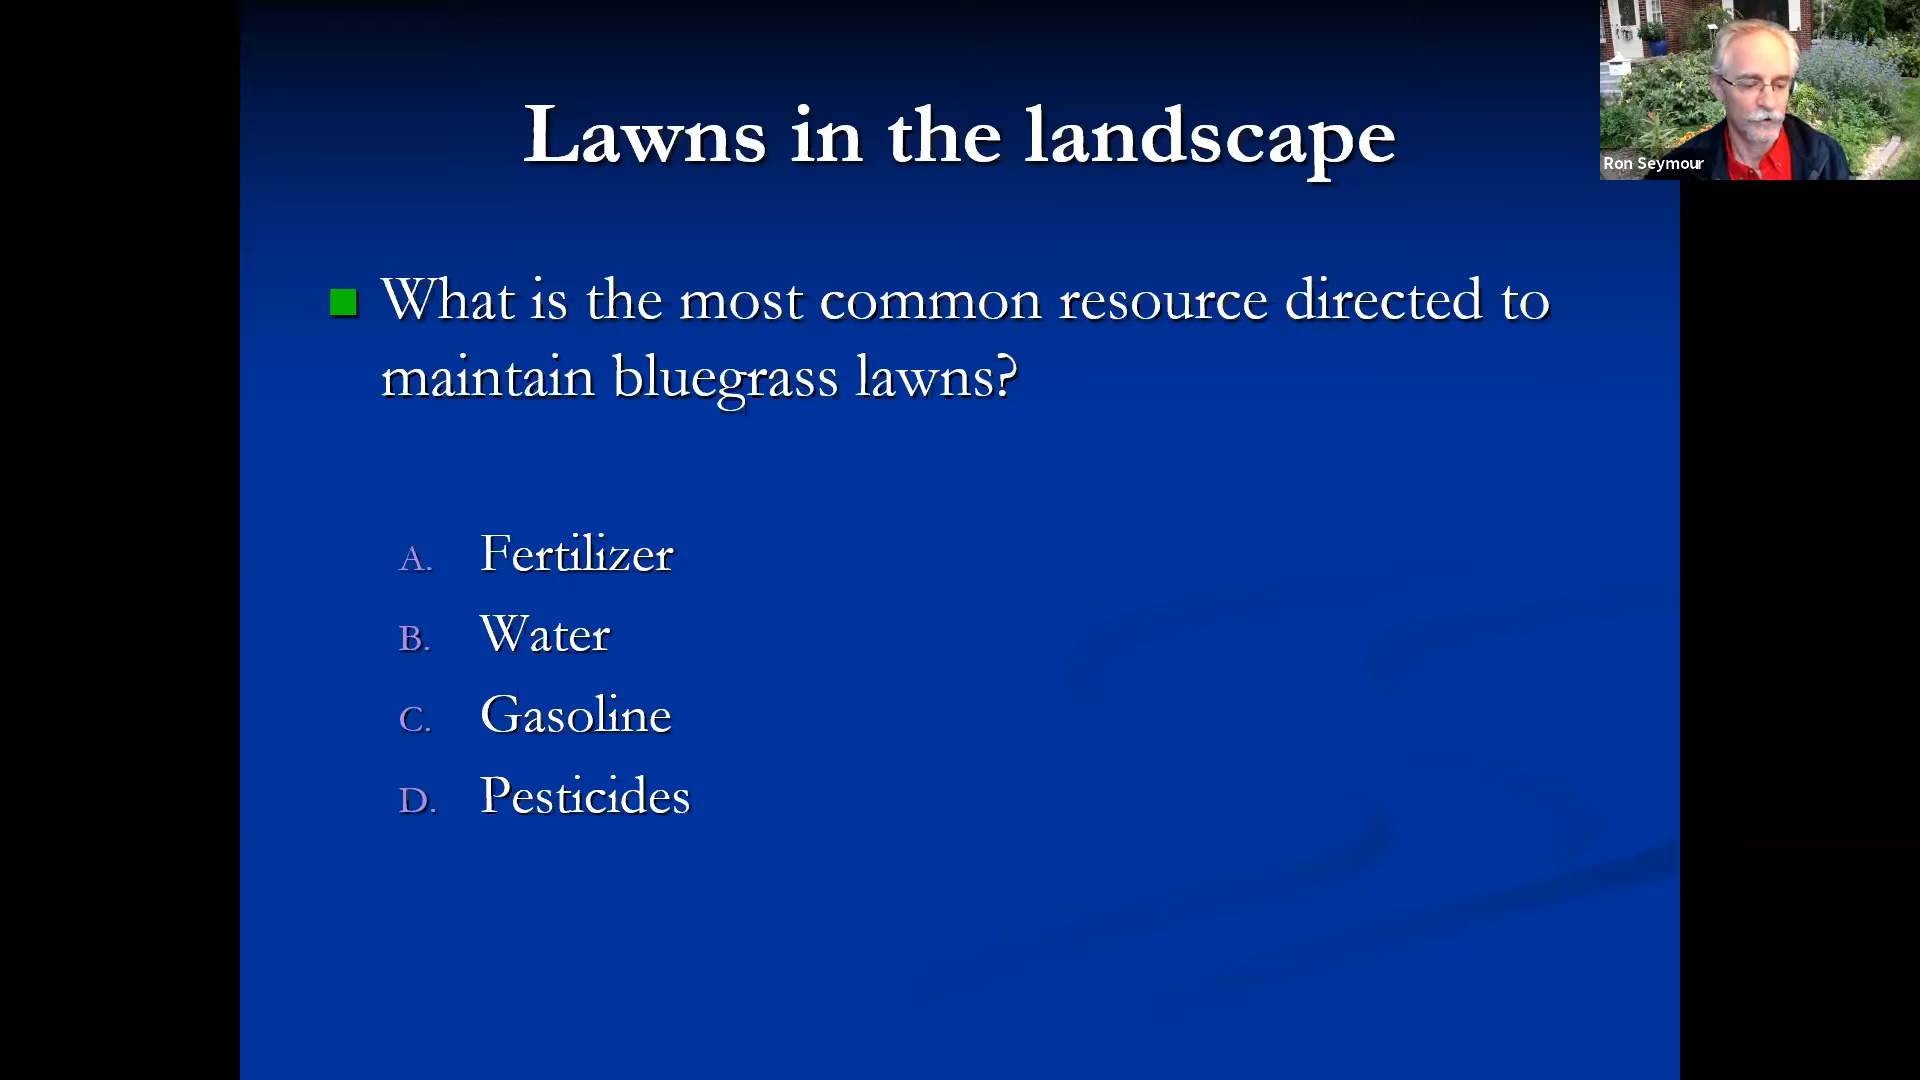 Lawns in the landscape
Ron Seymour
What is the most common resource directed to
maintain bluegrass lawns?
A. Fertilizer
B. Water
C. Gasoline
D. Pesticides